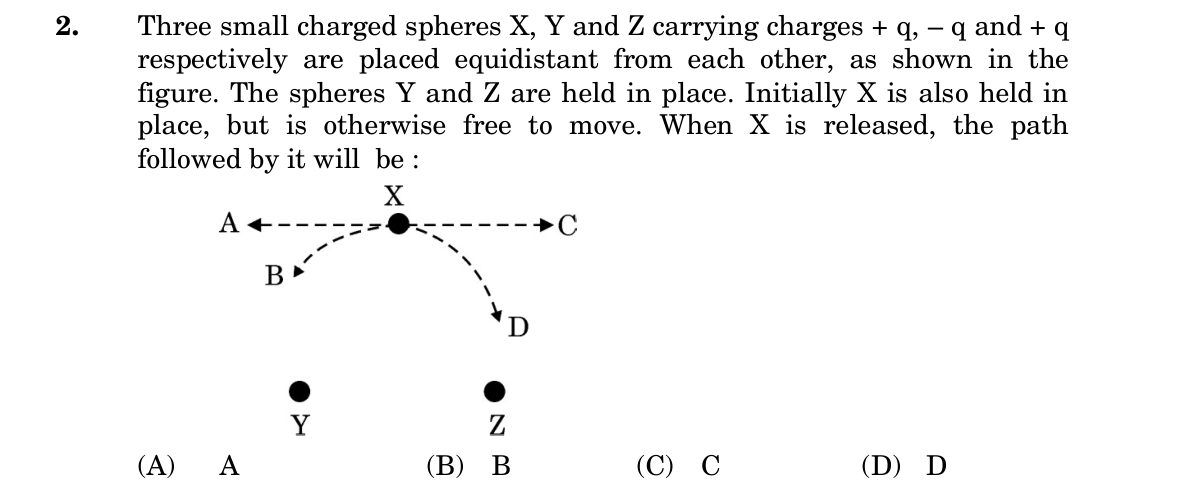 2. Three small charged spheres X, Y and Z carrying charges + q, – q and + q
respectively are placed equidistant from each other, as shown in the
figure. The spheres Y and Z are held in place. Initially X is also held in
place, but is otherwise free to move. When X is released, the path
followed by it will be :
X
A C
B
D
Y Z
(A) A (B) B (C) C (D) D